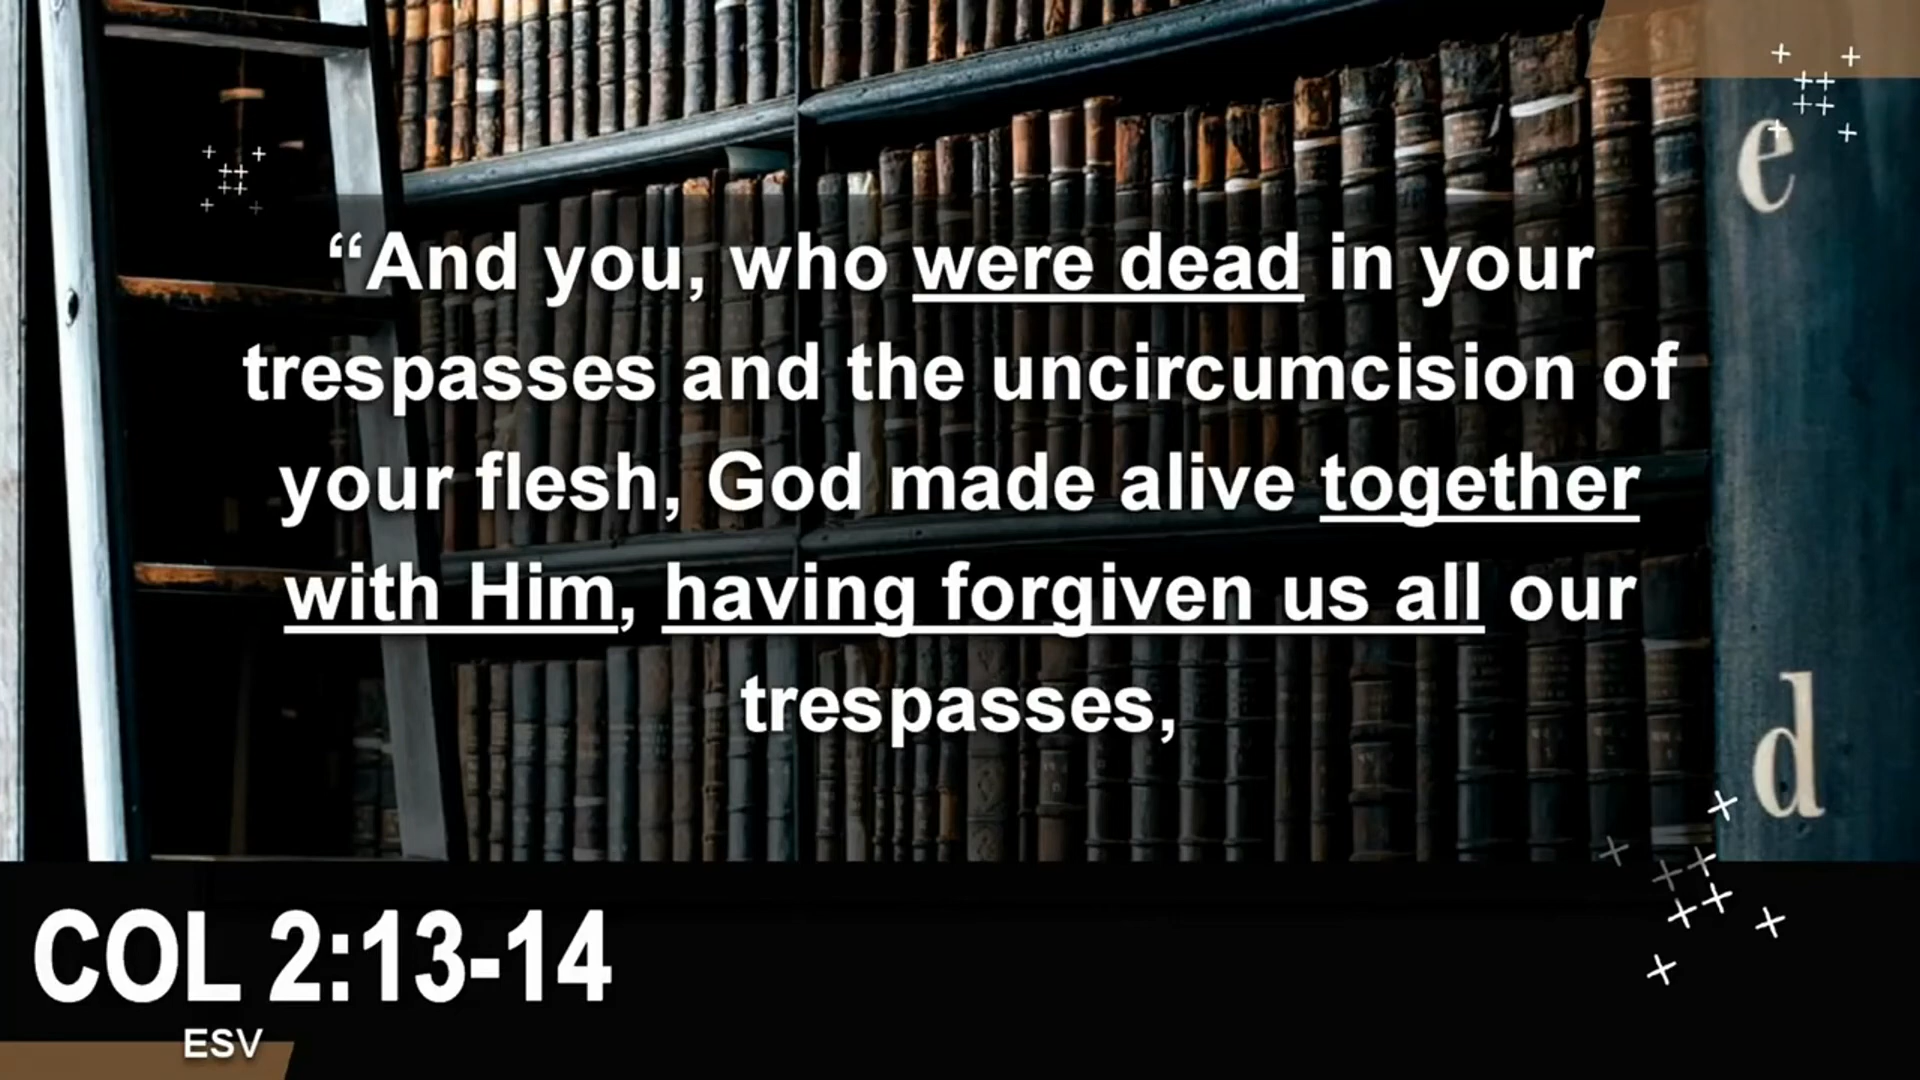 “And you, who were dead in your
trespasses and the uncircumcision of
your flesh, God made alive together
with Him, having forgiven us all our
trespasses,
e
d
COL 2:13-14
ESV